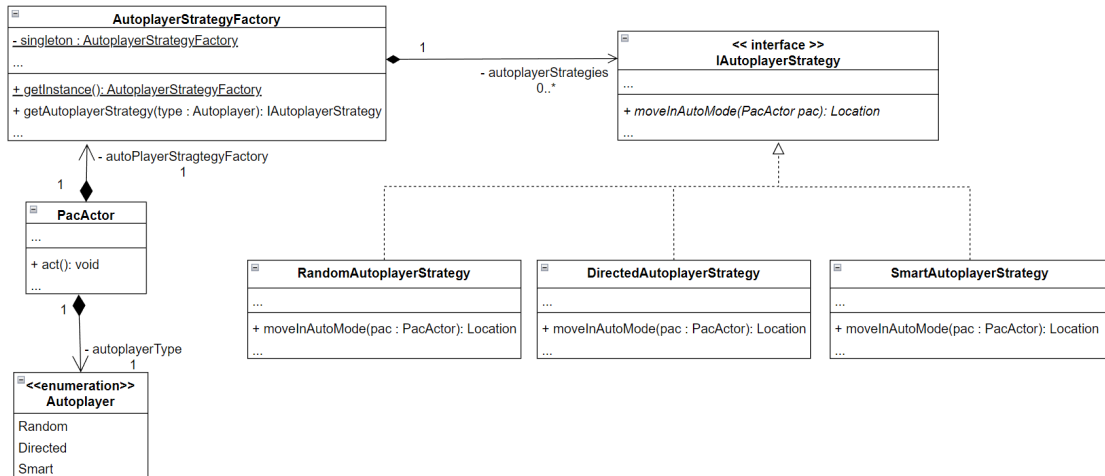 AutoplayerStrategyFactory
- singleton : AutoplayerStrategyFactory
...
+ getInstance(): AutoplayerStrategyFactory
+ getAutoplayerStrategy(type : Autoplayer): IAutoplayerStrategy
...
1
- autoplayerStrategies
0..*
<< interface >>
IAutoplayerStrategy
...
+ moveInAutoMode(PacActor pac): Location
...
- autoPlayerStragtegyFactory
1
1
PacActor
...
+ act(): void
...
1
- autoplayerType
1
<<enumeration>>
Autoplayer
Random
Directed
Smart
RandomAutoplayerStrategy
...
+ moveInAutoMode(pac : PacActor): Location
...
DirectedAutoplayerStrategy
...
+ moveInAutoMode(pac : PacActor): Location
...
SmartAutoplayerStrategy
...
+ moveInAutoMode(pac : PacActor): Location
...